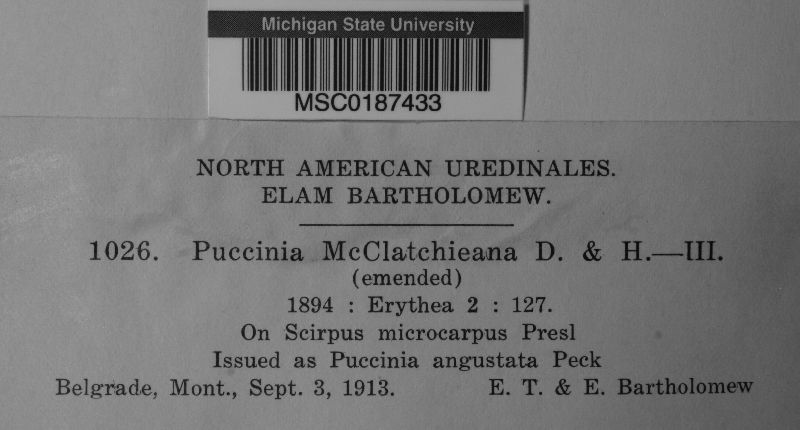 Michigan State University
MSC0187433
NORTH AMERICAN UREDINALES.
ELAM BARTHOLOMEW.
1026. Puccinia McClatchieana D. & H.—III.
(emended)
1894 : Erythea 2 : 127.
On Scirpus microcarpus Presl
Issued as Puccinia angustata Peck
Belgrade, Mont., Sept. 3, 1913. E. T. & E. Bartholomew